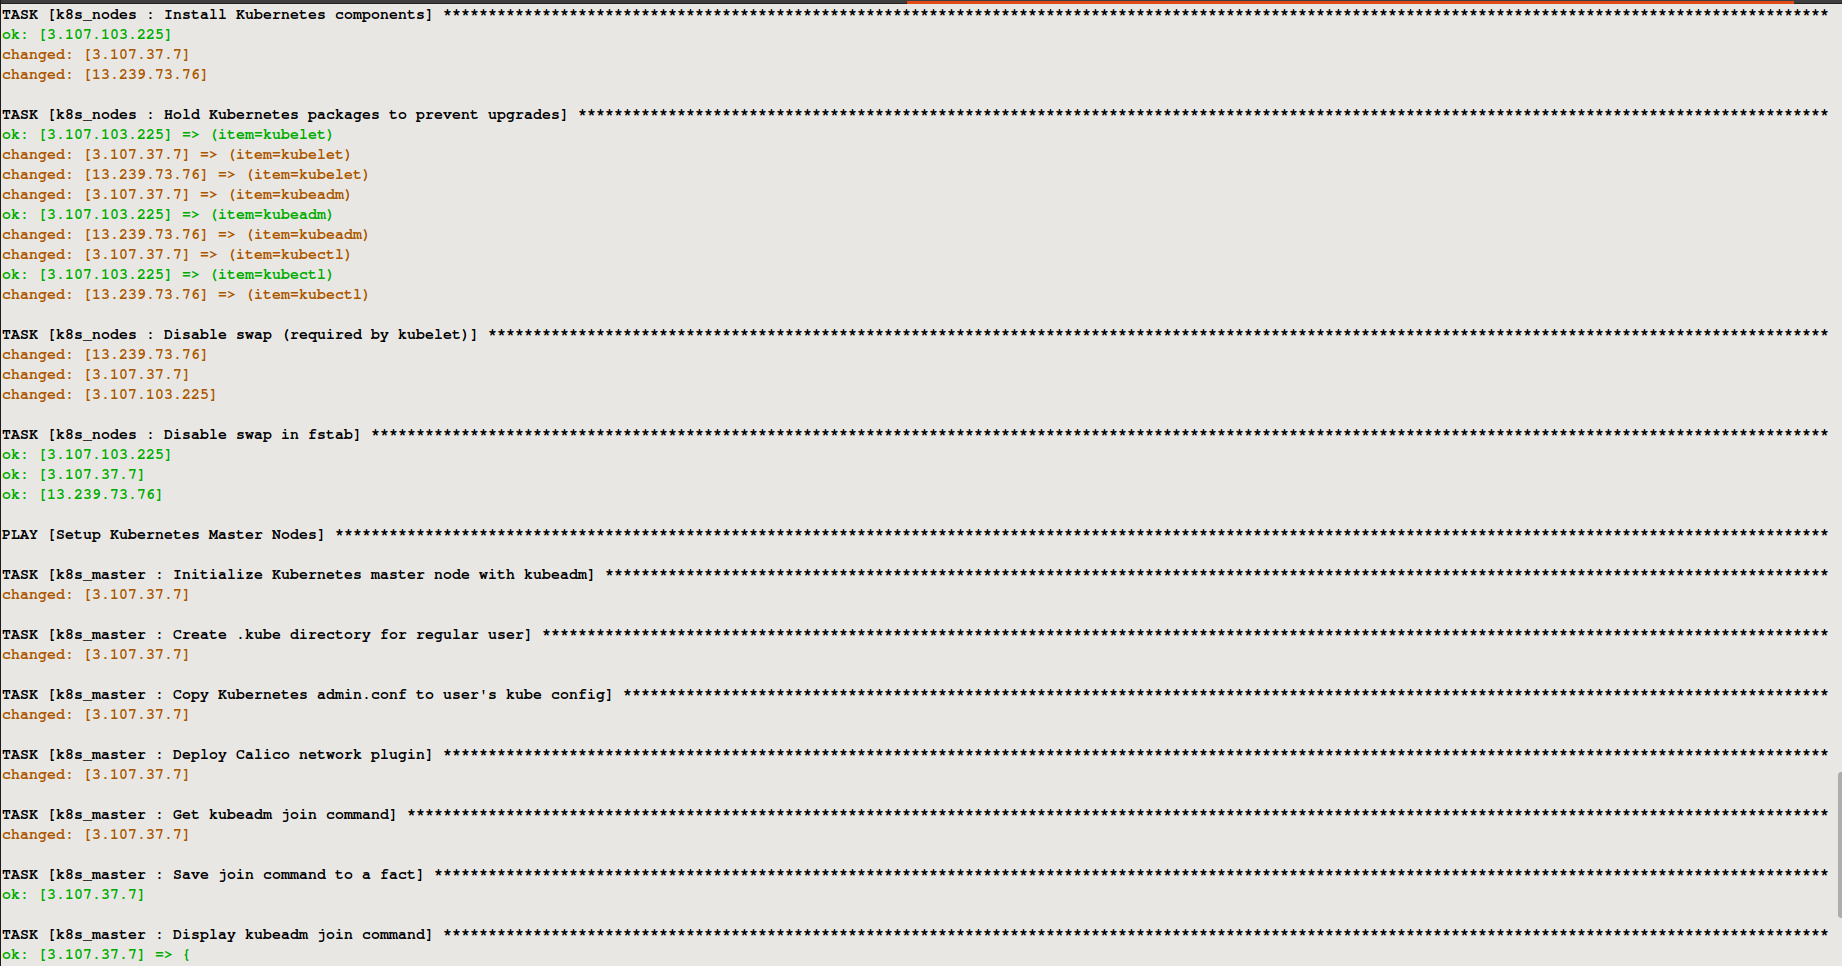 TASK [k8s_nodes : Install Kubernetes components] **********************************************************************************************************************************************************
ok: [3.107.103.225]
changed: [3.107.37.7]
changed: [13.239.73.76]
TASK [k8s_nodes : Hold Kubernetes packages to prevent upgrades] *******************************************************************************************************************************************
ok: [3.107.103.225] => (item=kubelet)
changed: [3.107.37.7] => (item=kubelet)
changed: [13.239.73.76] => (item=kubelet)
changed: [3.107.37.7] => (item=kubeadm)
ok: [3.107.103.225] => (item=kubeadm)
changed: [13.239.73.76] => (item=kubeadm)
changed: [3.107.37.7] => (item=kubectl)
ok: [3.107.103.225] => (item=kubectl)
changed: [13.239.73.76] => (item=kubectl)
TASK [k8s_nodes : Disable swap (required by kubelet)] *****************************************************************************************************************************************************
changed: [13.239.73.76]
changed: [3.107.37.7]
changed: [3.107.103.225]
TASK [k8s_nodes : Disable swap in fstab] ******************************************************************************************************************************************************************
ok: [3.107.103.225]
ok: [3.107.37.7]
ok: [13.239.73.76]
PLAY [Setup Kubernetes Master Nodes] **********************************************************************************************************************************************************************
TASK [k8s_master : Initialize Kubernetes master node with kubeadm] ****************************************************************************************************************************************
changed: [3.107.37.7]
TASK [k8s_master : Create .kube directory for regular user] ***********************************************************************************************************************************************
changed: [3.107.37.7]
TASK [k8s_master : Copy Kubernetes admin.conf to user's kube config] **************************************************************************************************************************************
changed: [3.107.37.7]
TASK [k8s_master : Deploy Calico network plugin] **********************************************************************************************************************************************************
changed: [3.107.37.7]
TASK [k8s_master : Get kubeadm join command] **************************************************************************************************************************************************************
changed: [3.107.37.7]
TASK [k8s_master : Save join command to a fact] ***********************************************************************************************************************************************************
ok: [3.107.37.7]
TASK [k8s_master : Display kubeadm join command] **********************************************************************************************************************************************************
ok: [3.107.37.7] => {